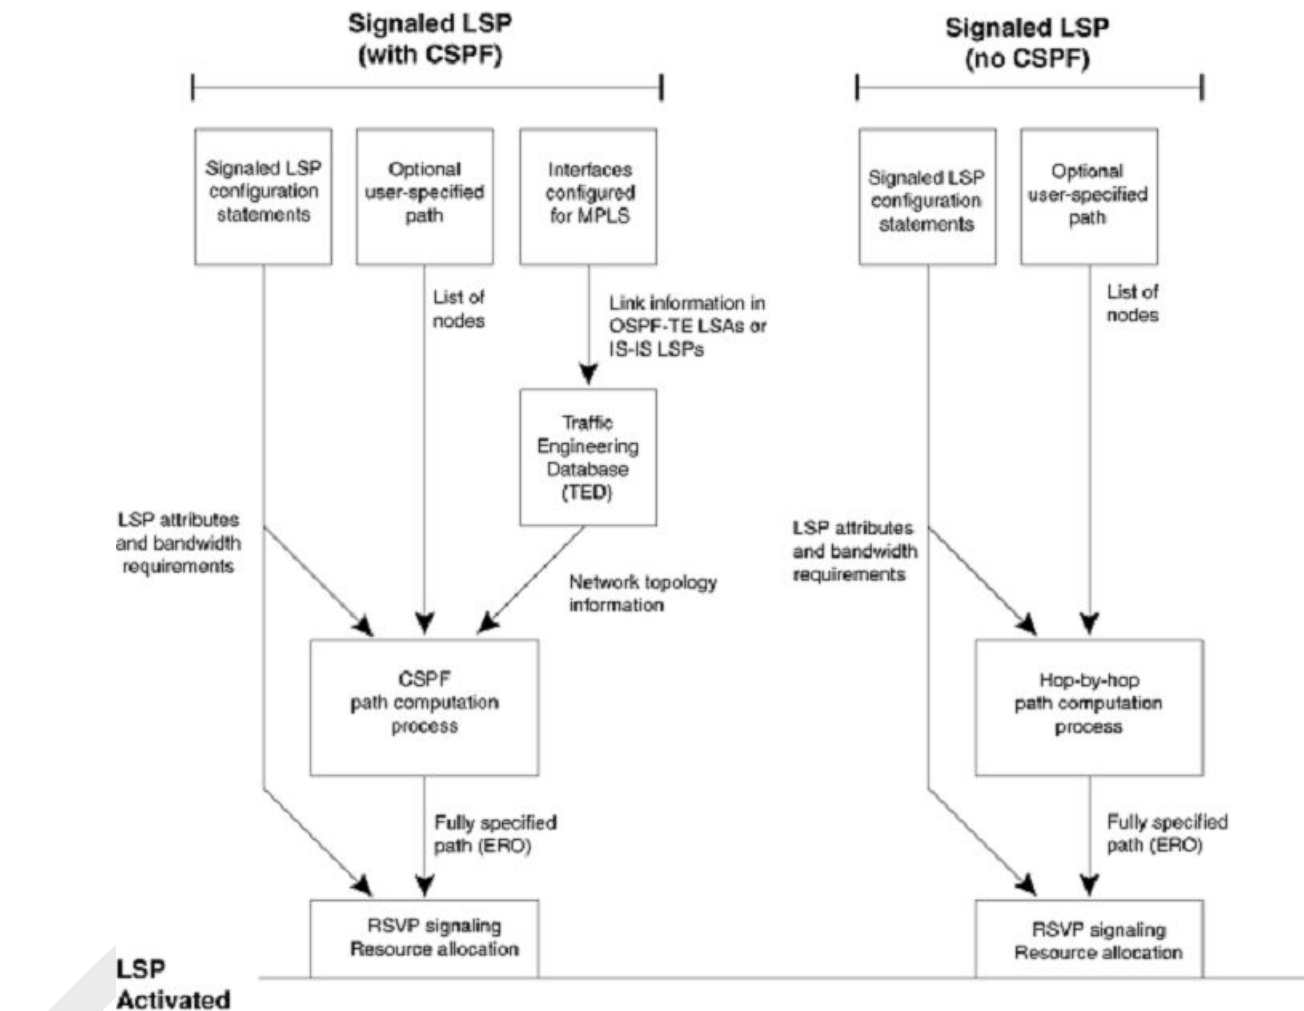 Signaled LSP
(with CSPF)
Signaled LSP
(no CSPF)
Signaled LSP
configuration
statements
Optional
user-specified
path
Interfaces
configured
for MPLS
Signaled LSP
configuration
statements
Optional
user-specified
path
List of
nodes
Link information in
OSPF-TE LSAs or
IS-IS LSPs
List of
nodes
Traffic
Engineering
Database
(TED)
LSP attributes
and bandwidth
requirements
Network topology
information
LSP attributes
and bandwidth
requirements
CSPF
path computation
process
Hop-by-hop
path computation
process
Fully specified
path (ERO)
Fully specified
path (ERO)
RSVP signaling
Resource allocation
RSVP signaling
Resource allocation
LSP
Activated